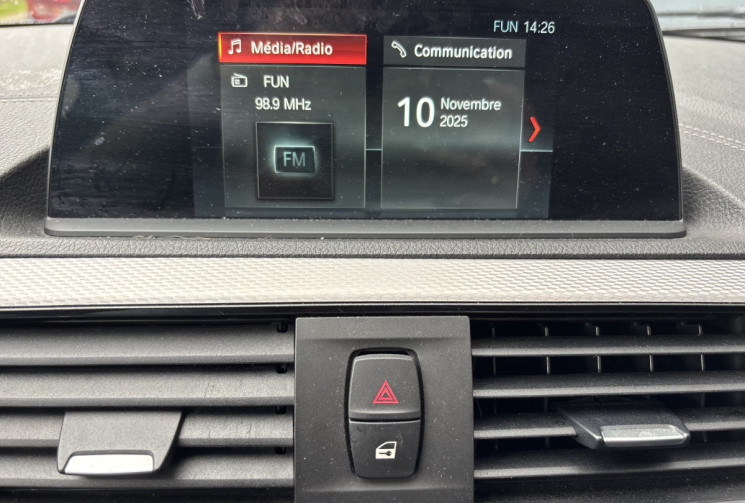 FUN 14:26
Média/Radio
Communication
FUN
98.9 MHz
10 Novembre
2025
FM